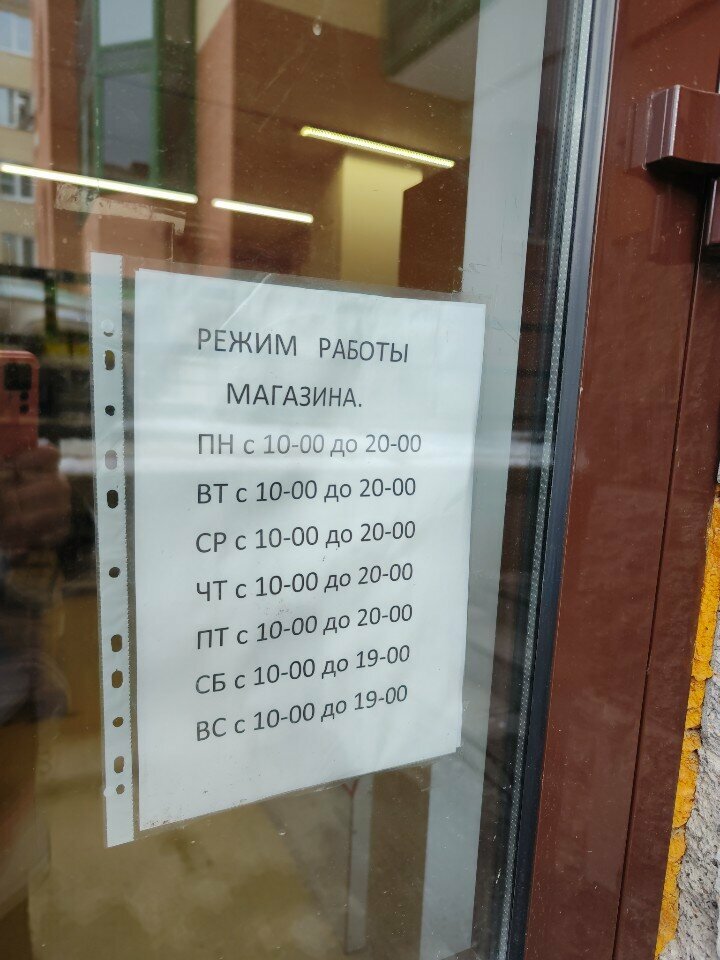 РЕЖИМ РАБОТЫ
МАГАЗИНА.
ПН с 10-00 до 20-00
ВТ с 10-00 до 20-00
СР с 10-00 до 20-00
ЧТ с 10-00 до 20-00
ПТ с 10-00 до 20-00
СБ с 10-00 до 19-00
ВС с 10-00 до 19-00